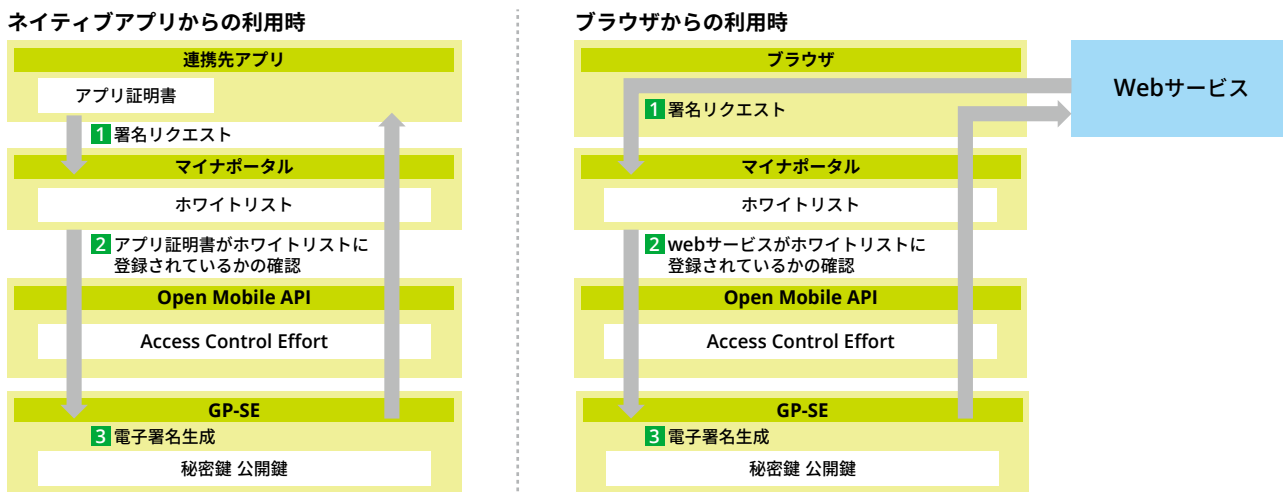 ネイティブアプリからの利用時
連携先アプリ
アプリ証明書
1 署名リクエスト
マイナポータル
ホワイトリスト
2 アプリ証明書がホワイトリストに
登録されているかの確認
Open Mobile API
Access Control Effort
GP-SE
3 電子署名生成
秘密鍵 公開鍵
ブラウザからの利用時
ブラウザ
Webサービス
1 署名リクエスト
マイナポータル
ホワイトリスト
2 webサービスがホワイトリストに
登録されているかの確認
Open Mobile API
Access Control Effort
GP-SE
3 電子署名生成
秘密鍵 公開鍵